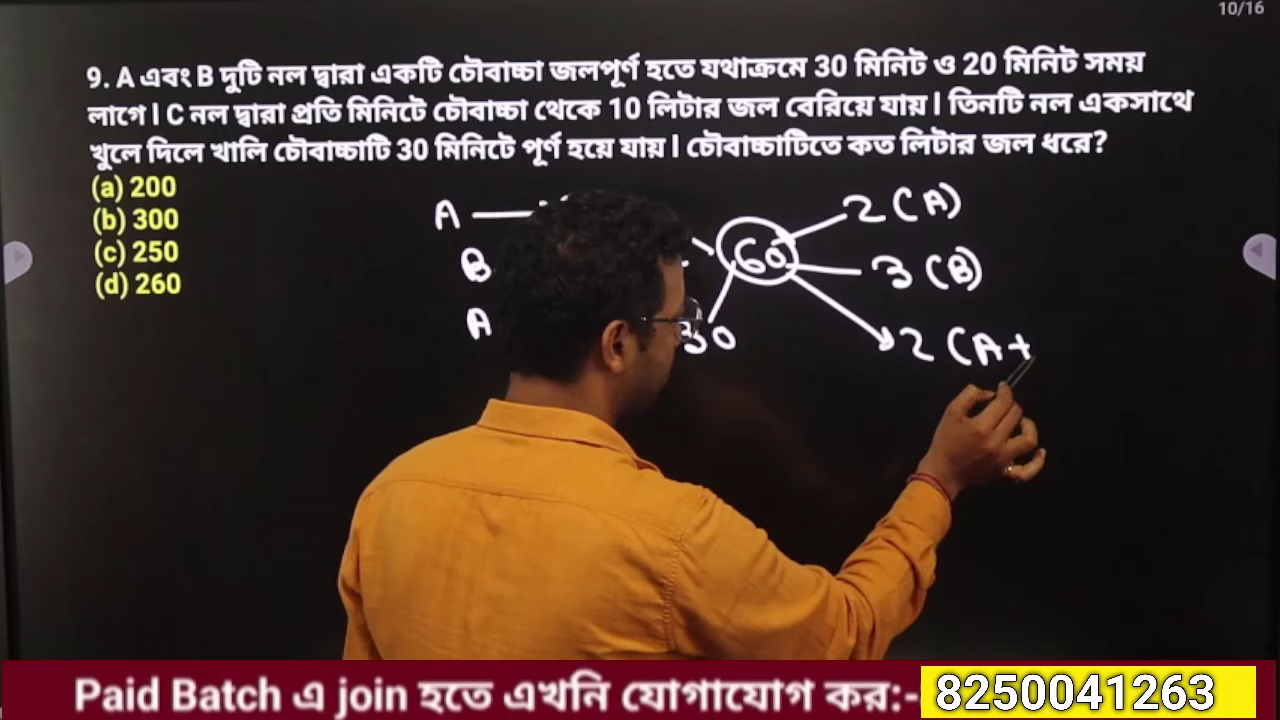 10/16
9. A এবং B দুটি নল দ্বারা একটি চৌবাচ্চা জলপূর্ণ হতে যথাক্রমে 30 মিনিট ও 20 মিনিট সময়
লাগে। C নল দ্বারা প্রতি মিনিটে চৌবাচ্চা থেকে 10 লিটার জল বেরিয়ে যায়। তিনটি নল একসাথে
খুলে দিলে খালি চৌবাচ্চাটি 30 মিনিটে পূর্ণ হয়ে যায়। চৌবাচ্চাটিতে কত লিটার জল ধরে?
(a) 200
(b) 300
(c) 250
(d) 260
A
B
A
30
60
2 (A)
3 (B)
2 (A+
Paid Batch এ join হতে এখনি যোগাযোগ কর:- 8250041263